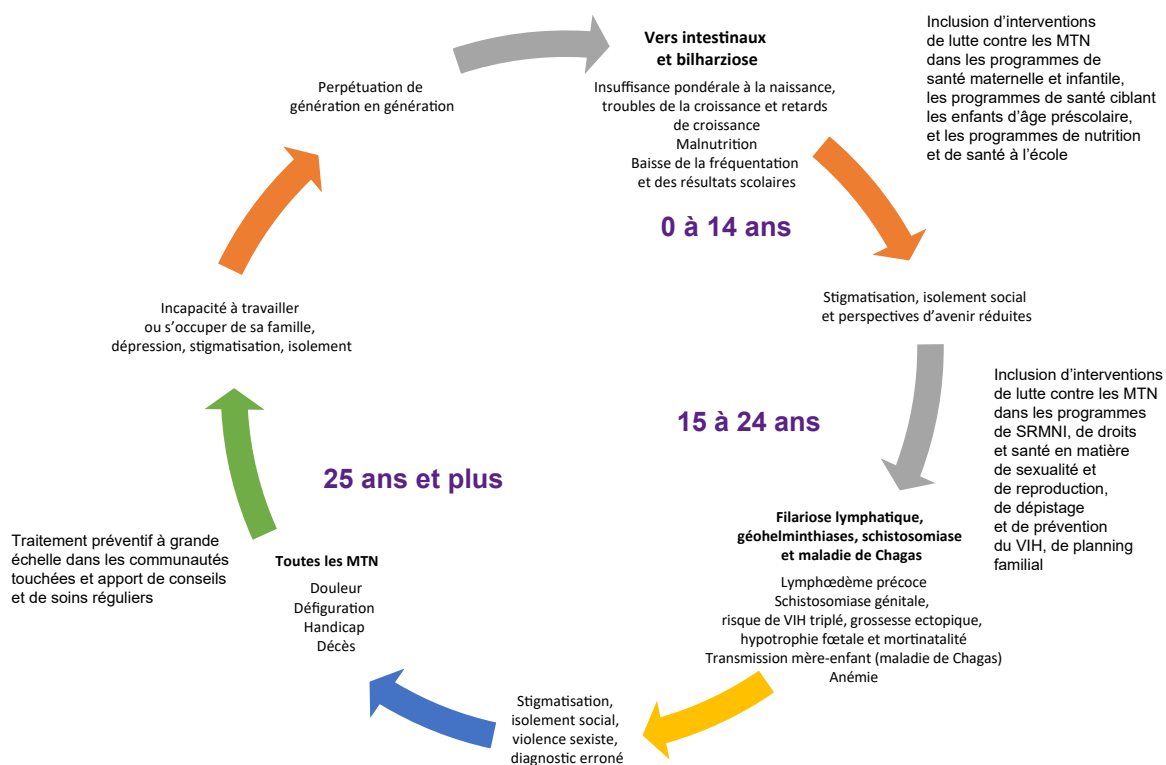 Vers intestinaux
et bilharziose
Insuffisance pondérale à la naissance,
troubles de la croissance et retards
de croissance
Malnutrition
Baisse de la fréquentation
et des résultats scolaires
0 à 14 ans
Inclusion d’interventions
de lutte contre les MTN
dans les programmes de
santé maternelle et infantile,
les programmes de santé ciblant
les enfants d’âge préscolaire,
et les programmes de nutrition
et de santé à l’école
Stigmatisation, isolement social
et perspectives d’avenir réduites
15 à 24 ans
Inclusion d’interventions
de lutte contre les MTN
dans les programmes
de SRMNI, de droits
et santé en matière
de sexualité et
de reproduction,
de dépistage
et de prévention
du VIH, de planning
familial
Filariose lymphatique,
géohelminthiases, schistosomiase
et maladie de Chagas
Lymphœdème précoce
Schistosomiase génitale,
risque de VIH triplé, grossesse ectopique,
hypotrophie fœtale et mortinatalité
Transmission mère-enfant (maladie de Chagas)
Anémie
Stigmatisation,
isolement social,
violence sexiste,
diagnostic erroné
25 ans et plus
Toutes les MTN
Douleur
Défiguration
Handicap
Décès
Traitement préventif à grande
échelle dans les communautés
touchées et apport de conseils
et de soins réguliers
Incapacité à travailler
ou s’occuper de sa famille,
dépression, stigmatisation, isolement
Perpétuation de
génération en génération